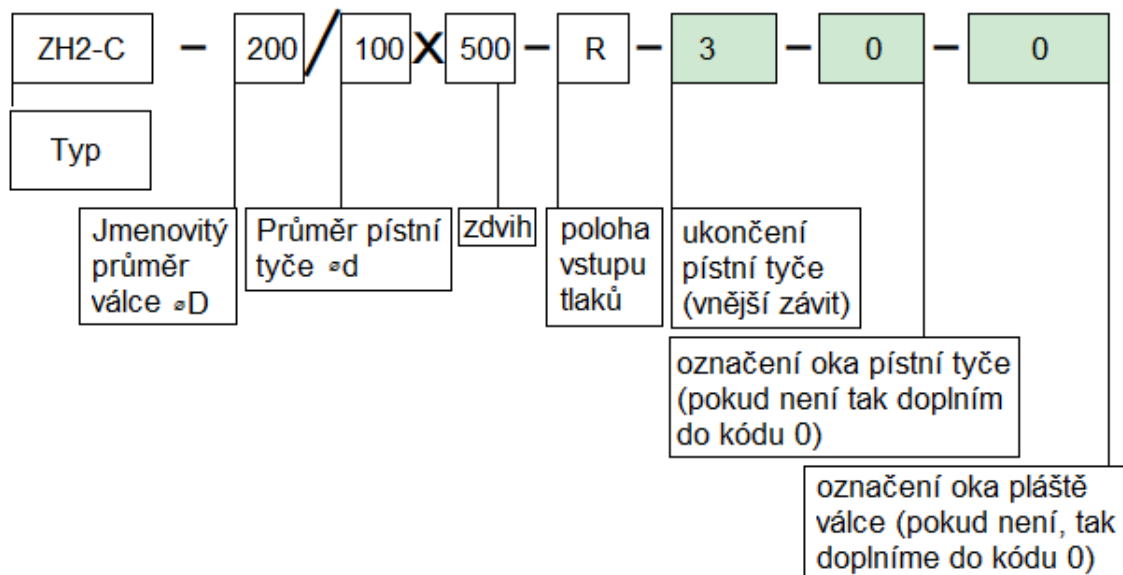 ZH2-C – 200 / 100 x 500 – R – 3 – 0 – 0
Typ
Jmenovitý
průměr
válce ⌀D
Průměr pístní
tyče ⌀d
zdvih
poloha
vstupu
tlaků
ukončení
pístní tyče
(vnější závit)
označení oka pístní tyče
(pokud není tak doplním
do kódu 0)
označení oka pláště
válce (pokud není, tak
doplníme do kódu 0)